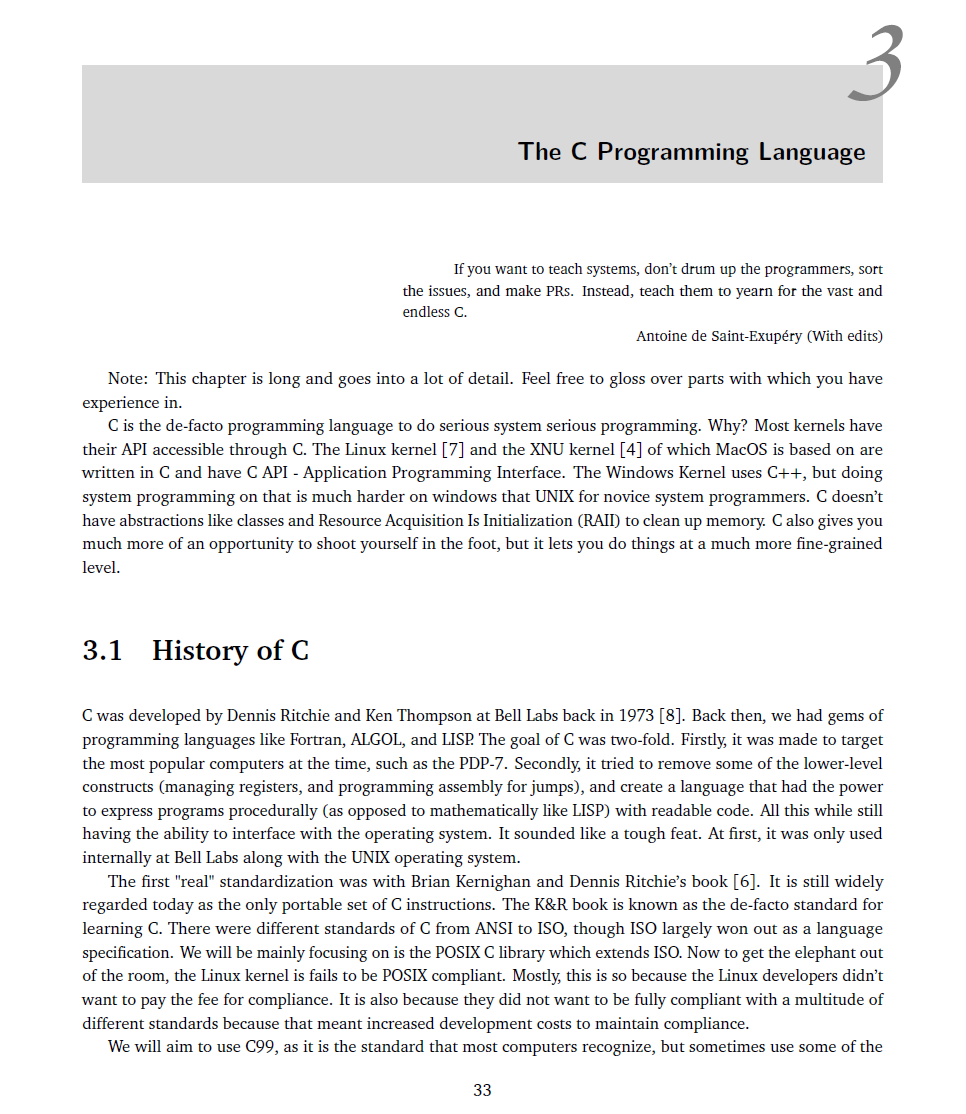 3
The C Programming Language
If you want to teach systems, don't drum up the programmers, sort
the issues, and make PRs. Instead, teach them to yearn for the vast and
endless C.
Antoine de Saint-Exupéry (With edits)
Note: This chapter is long and goes into a lot of detail. Feel free to gloss over parts with which you have
experience in.
C is the de-facto programming language to do serious system serious programming. Why? Most kernels have
their API accessible through C. The Linux kernel [7] and the XNU kernel [4] of which MacOS is based on are
written in C and have C API - Application Programming Interface. The Windows Kernel uses C++, but doing
system programming on that is much harder on windows that UNIX for novice system programmers. C doesn't
have abstractions like classes and Resource Acquisition Is Initialization (RAII) to clean up memory. C also gives you
much more of an opportunity to shoot yourself in the foot, but it lets you do things at a much more fine-grained
level.
3.1 History of C
C was developed by Dennis Ritchie and Ken Thompson at Bell Labs back in 1973 [8]. Back then, we had gems of
programming languages like Fortran, ALGOL, and LISP. The goal of C was two-fold. Firstly, it was made to target
the most popular computers at the time, such as the PDP-7. Secondly, it tried to remove some of the lower-level
constructs (managing registers, and programming assembly for jumps), and create a language that had the power
to express programs procedurally (as opposed to mathematically like LISP) with readable code. All this while still
having the ability to interface with the operating system. It sounded like a tough feat. At first, it was only used
internally at Bell Labs along with the UNIX operating system.
The first "real" standardization was with Brian Kernighan and Dennis Ritchie's book [6]. It is still widely
regarded today as the only portable set of C instructions. The K&R book is known as the de-facto standard for
learning C. There were different standards of C from ANSI to ISO, though ISO largely won out as a language
specification. We will be mainly focusing on is the POSIX C library which extends ISO. Now to get the elephant out
of the room, the Linux kernel is fails to be POSIX compliant. Mostly, this is so because the Linux developers didn't
want to pay the fee for compliance. It is also because they did not want to be fully compliant with a multitude of
different standards because that meant increased development costs to maintain compliance.
We will aim to use C99, as it is the standard that most computers recognize, but sometimes use some of the
33